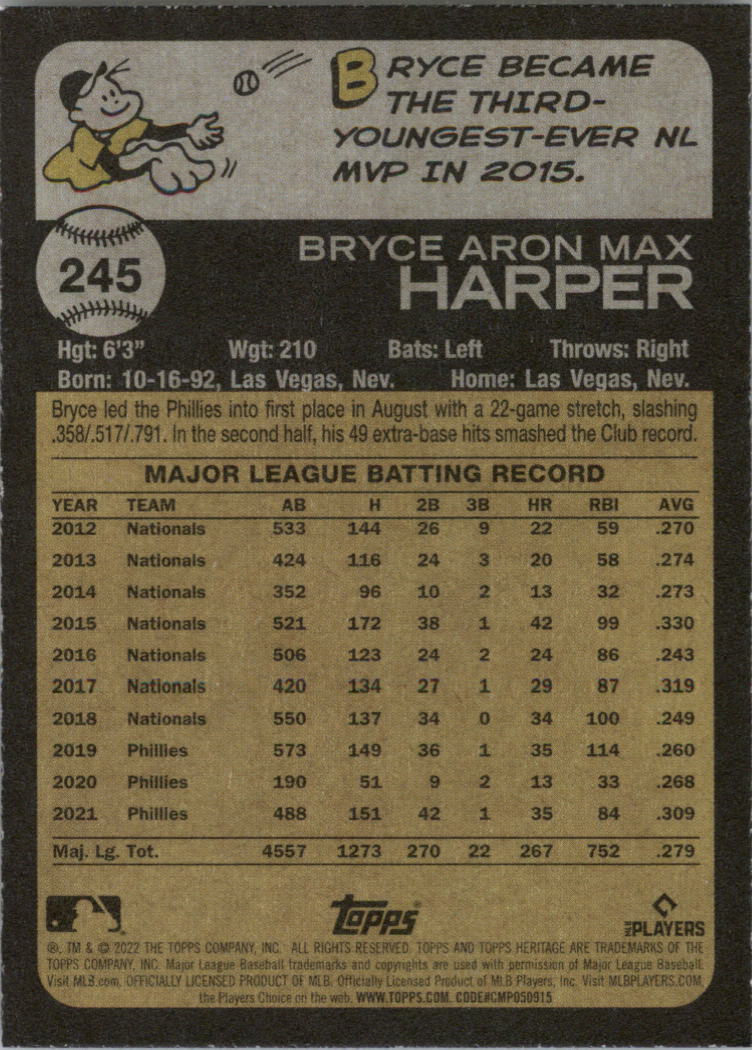 BRYCE BECAME
THE THIRD-
YOUNGEST-EVER NL
MVP IN 2015.
245
BRYCE ARON MAX
HARPER
Hgt: 6'3" Wgt: 210 Bats: Left Throws: Right
Born: 10-16-92, Las Vegas, Nev. Home: Las Vegas, Nev.
Bryce led the Phillies into first place in August with a 22-game stretch, slashing
.358/.517/.791. In the second half, his 49 extra-base hits smashed the Club record.
MAJOR LEAGUE BATTING RECORD
YEAR TEAM AB H 2B 3B HR RBI AVG
2012 Nationals 533 144 26 9 22 59 .270
2013 Nationals 424 116 24 3 20 58 .274
2014 Nationals 352 96 10 2 13 32 .273
2015 Nationals 521 172 38 1 42 99 .330
2016 Nationals 506 123 24 2 24 86 .243
2017 Nationals 420 134 27 1 29 87 .319
2018 Nationals 550 137 34 0 34 100 .249
2019 Phillies 573 149 36 1 35 114 .260
2020 Phillies 190 51 9 2 13 33 .268
2021 Phillies 488 151 42 1 35 84 .309
Maj. Lg. Tot. 4557 1273 270 22 267 752 .279
Topps
MLB PLAYERS
®, TM & © 2022 THE TOPPS COMPANY, INC. ALL RIGHTS RESERVED. TOPPS AND TOPPS HERITAGE ARE TRADEMARKS OF THE
TOPPS COMPANY, INC. Major League Baseball trademarks and copyrights are used with permission of Major League Baseball.
Visit MLB.com. OFFICIALLY LICENSED PRODUCT OF MLB. Officially Licensed Product of MLB Players, Inc. Visit MLBPLAYERS.COM,
the Players Choice on the web. WWW.TOPPS.COM. CODE#CMP050915